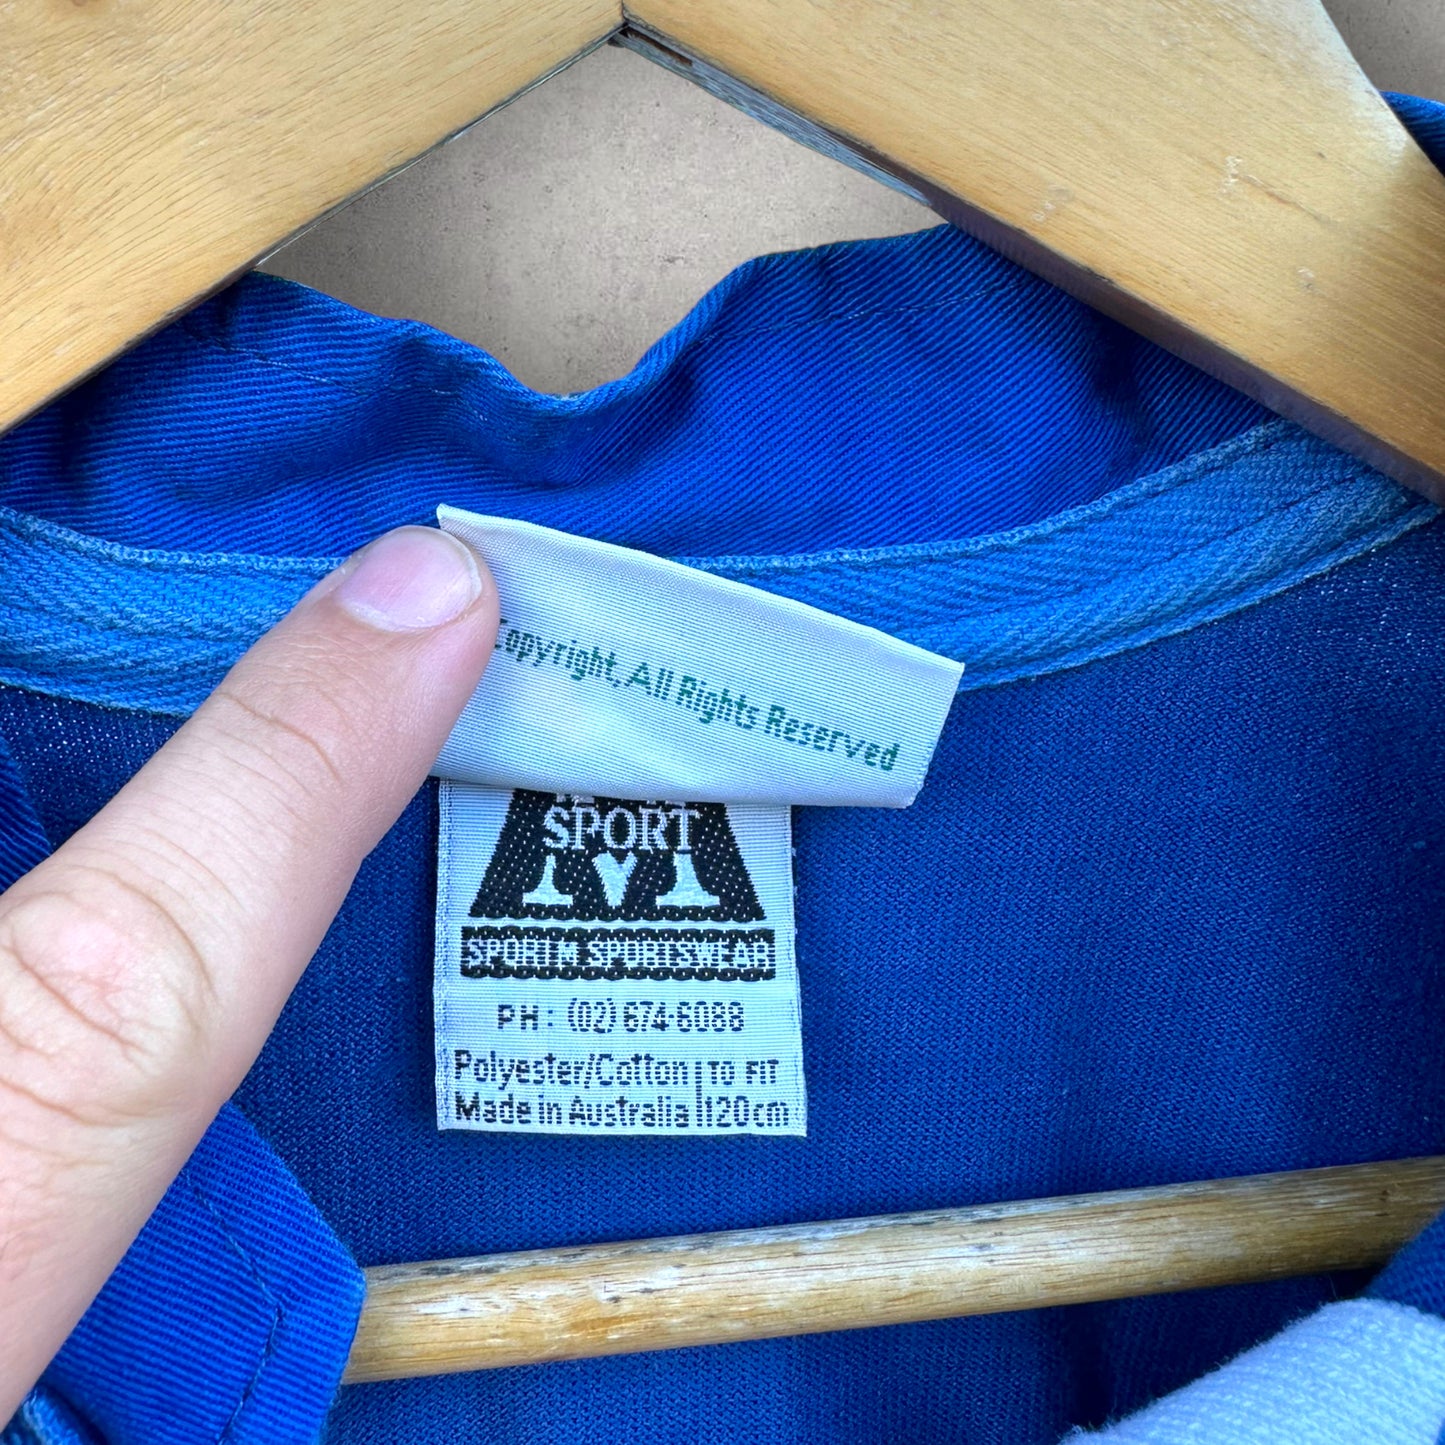 Copyright, All Rights Reserved
SPORT
M
SPORT M SPORTSWEAR
PH: (02) 674-6088
Polyester/Cotton TO FIT
Made in Australia 120cm